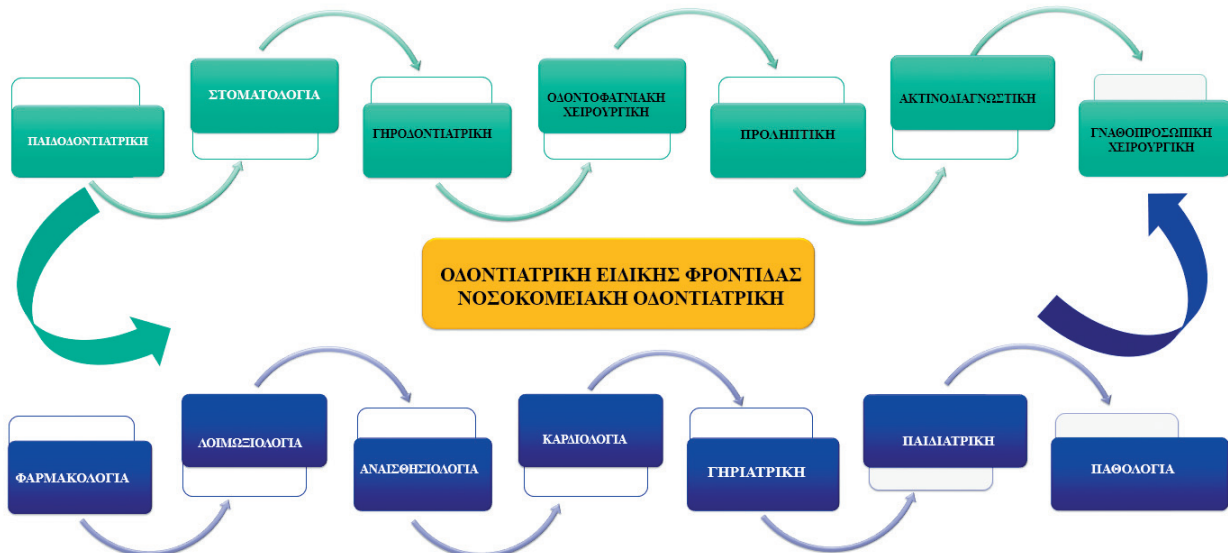 ΠΑΙΔΟΔΟΝΤΙΑΤΡΙΚΗ
ΣΤΟΜΑΤΟΛΟΓΙΑ
ΓΗΡΟΔΟΝΤΙΑΤΡΙΚΗ
ΟΔΟΝΤΟΦΑΤΝΙΑΚΗ
ΧΕΙΡΟΥΡΓΙΚΗ
ΠΡΟΛΗΠΤΙΚΗ
ΑΚΤΙΝΟΔΙΑΓΝΩΣΤΙΚΗ
ΓΝΑΘΟΠΡΟΣΩΠΙΚΗ
ΧΕΙΡΟΥΡΓΙΚΗ
ΟΔΟΝΤΙΑΤΡΙΚΗ ΕΙΔΙΚΗΣ ΦΡΟΝΤΙΔΑΣ
ΝΟΣΟΚΟΜΕΙΑΚΗ ΟΔΟΝΤΙΑΤΡΙΚΗ
ΦΑΡΜΑΚΟΛΟΓΙΑ
ΛΟΙΜΩΞΙΟΛΟΓΙΑ
ΑΝΑΙΣΘΗΣΙΟΛΟΓΙΑ
ΚΑΡΔΙΟΛΟΓΙΑ
ΓΗΡΙΑΤΡΙΚΗ
ΠΑΙΔΙΑΤΡΙΚΗ
ΠΑΘΟΛΟΓΙΑ